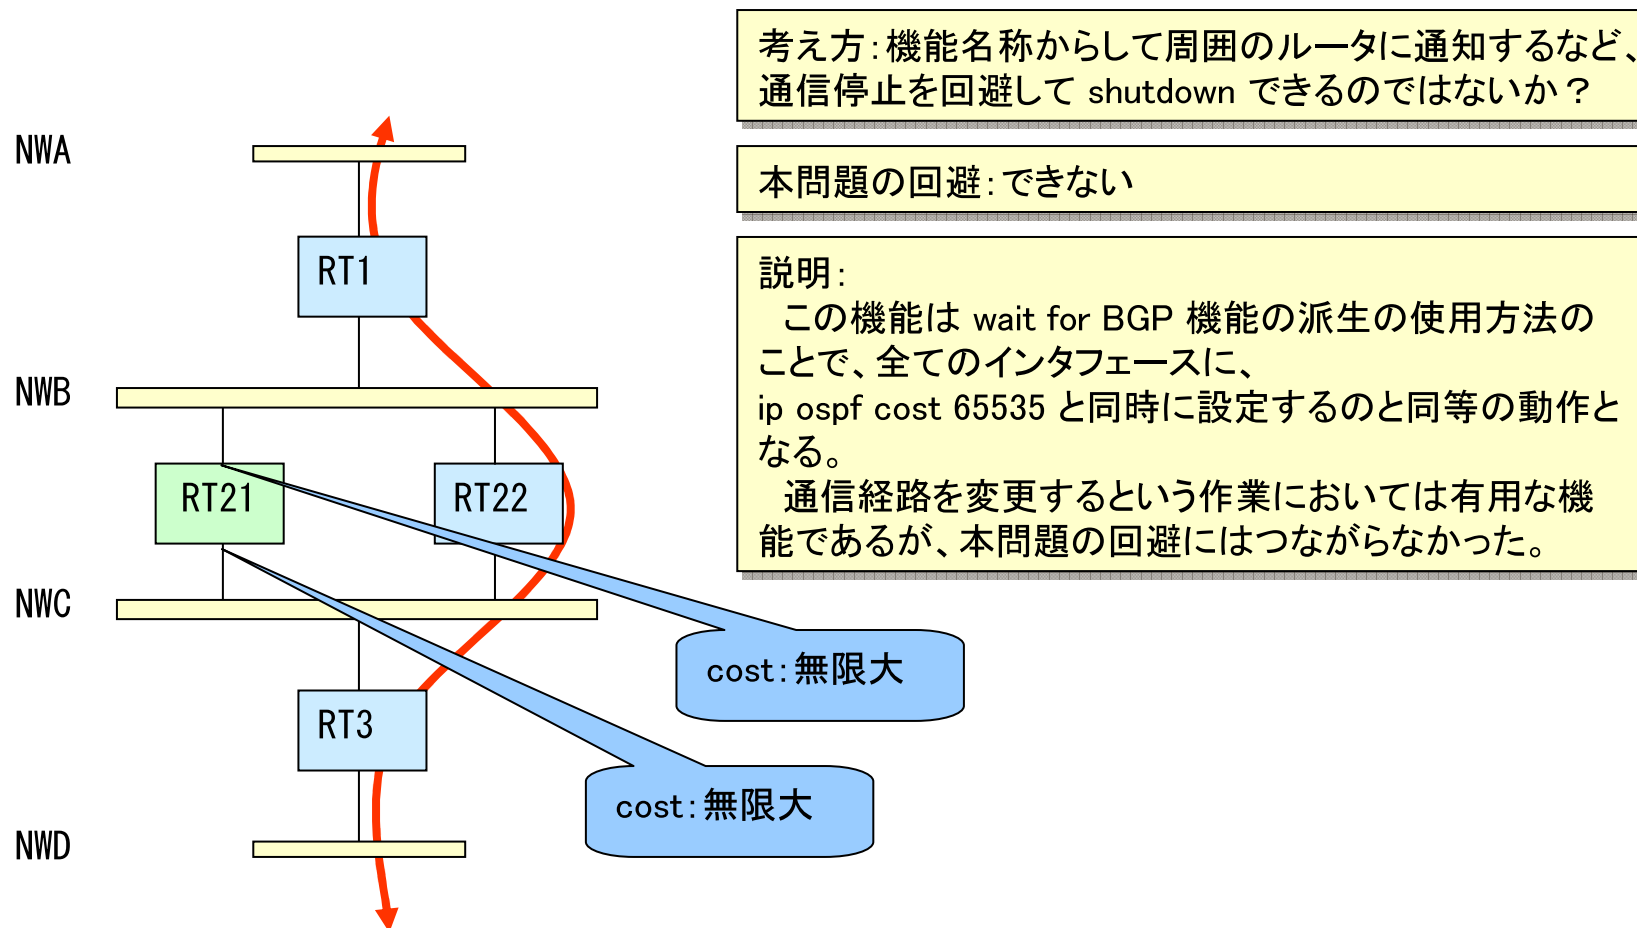 考え方：機能名称からして周囲のルータに通知するなど、
通信停止を回避して shutdown できるのではないか？
本問題の回避：できない
説明：
この機能は wait for BGP 機能の派生の使用方法の
ことで、全てのインタフェースに、
ip ospf cost 65535 と同時に設定するのと同等の動作と
なる。
通信経路を変更するという作業においては有用な機
能であるが、本問題の回避にはつながらなかった。
NWA
RT1
NWB
RT21
RT22
NWC
cost：無限大
RT3
cost：無限大
NWD